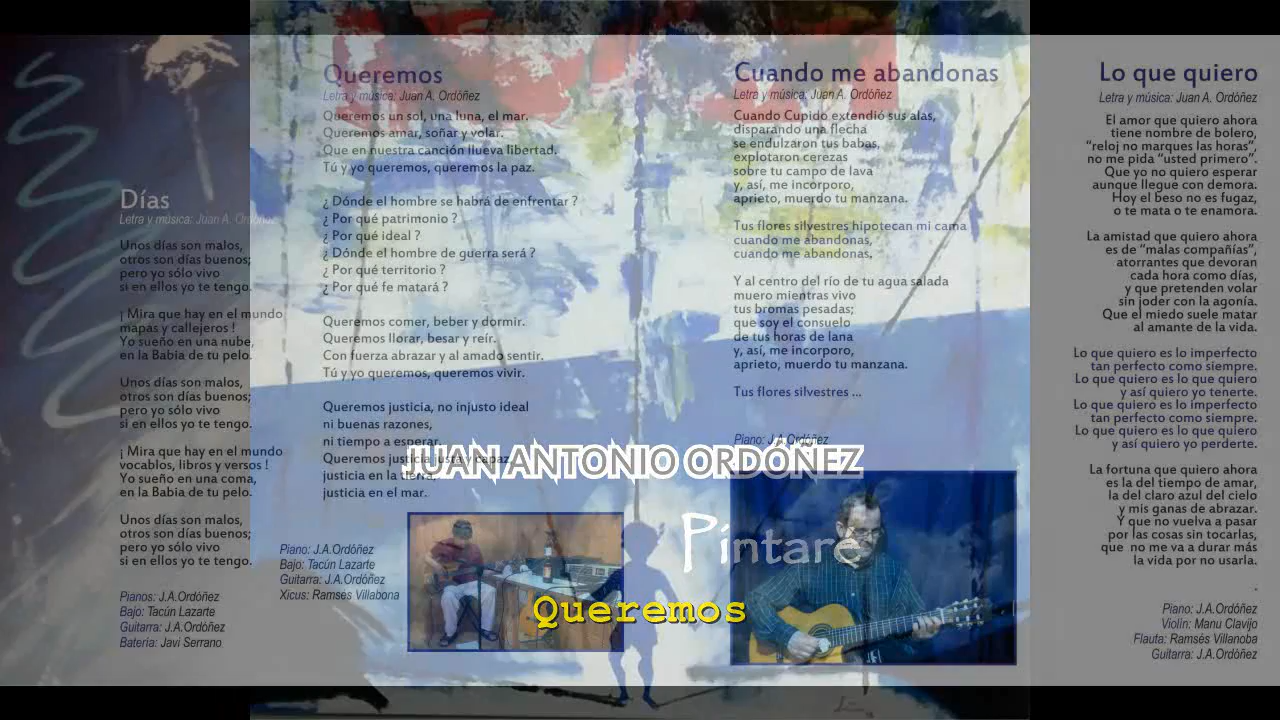 Días
Letra y música: Juan A. Ordóñez
Unos días son malos,
otros son días buenos;
pero yo sólo vivo
si en ellos yo te tengo.
¡ Mira que hay en el mundo
mapas y callejeros !
Yo sueño en una nube,
en la Babia de tu pelo.
Unos días son malos,
otros son días buenos;
pero yo sólo vivo
si en ellos yo te tengo.
¡ Mira que hay en el mundo
vocablos, libros y versos !
Yo sueño en una coma,
en la Babia de tu pelo.
Unos días son malos,
otros son días buenos;
pero yo sólo vivo
si en ellos yo te tengo.
Pianos: J.A.Ordóñez
Bajo: Tacún Lazarte
Guitarra: J.A.Ordóñez
Batería: Javi Serrano
Queremos
Letra y música: Juan A. Ordóñez
Queremos un sol, una luna, el mar.
Queremos amar, soñar y volar.
Que en nuestra canción llueva libertad.
Tú y yo queremos, queremos la paz.
¿ Dónde el hombre se habrá de enfrentar ?
¿ Por qué patrimonio ?
¿ Por qué ideal ?
¿ Dónde el hombre de guerra será ?
¿ Por qué territorio ?
¿ Por qué fe matará ?
Queremos comer, beber y dormir.
Queremos llorar, besar y reír.
Con fuerza abrazar y al amado sentir.
Tú y yo queremos, queremos vivir.
Queremos justicia, no injusto ideal
ni buenas razones,
ni tiempo a esperar.
Queremos justicia justa y capaz,
justicia en la tierra,
justicia en el mar.
Piano: J.A.Ordóñez
Bajo: Tacún Lazarte
Guitarra: J.A.Ordóñez
Xicus: Ramsés Villabona
Cuando me abandonas
Letra y música: Juan A. Ordóñez
Cuando Cupido extendió sus alas,
disparando una flecha
se endulzaron tus babas,
explotaron cerezas
sobre tu campo de lava
y, así, me incorporo,
aprieto, muerdo tu manzana.
Tus flores silvestres hipotecan mi cama
cuando me abandonas,
cuando me abandonas,
Y al centro del río de tu agua salada
muero mientras vivo
tus bromas pesadas;
que soy el consuelo
de tus horas de lana
y, así, me incorporo,
aprieto, muerdo tu manzana.
Tus flores silvestres ...
Piano: J.A.Ordóñez
JUAN ANTONIO ORDÓÑEZ
Pintaré
Queremos
Lo que quiero
Letra y música: Juan A. Ordóñez
El amor que quiero ahora
tiene nombre de bolero,
“reloj no marques las horas”,
no me pida “usted primero”.
Que yo no quiero esperar
aunque llegue con demora.
Hoy el beso no es fugaz,
o te mata o te enamora.
La amistad que quiero ahora
es de “malas compañías”,
atorrantes que devoran
cada hora como días,
y que pretenden volar
sin joder con la agonía.
Que el miedo suele matar
al amante de la vida.
Lo que quiero es lo imperfecto
tan perfecto como siempre.
Lo que quiero es lo que quiero
y así quiero yo tenerte.
Lo que quiero es lo imperfecto
tan perfecto como siempre.
Lo que quiero es lo que quiero
y así quiero yo perderte.
La fortuna que quiero ahora
es la del tiempo de amar,
la del claro azul del cielo
y mis ganas de abrazar.
Y que no vuelva a pasar
por las cosas sin tocarlas,
que no me va a durar más
la vida por no usarla.
.
Piano: J.A.Ordóñez
Violín: Manu Clavijo
Flauta: Ramsés Villanoba
Guitarra: J.A.Ordóñez